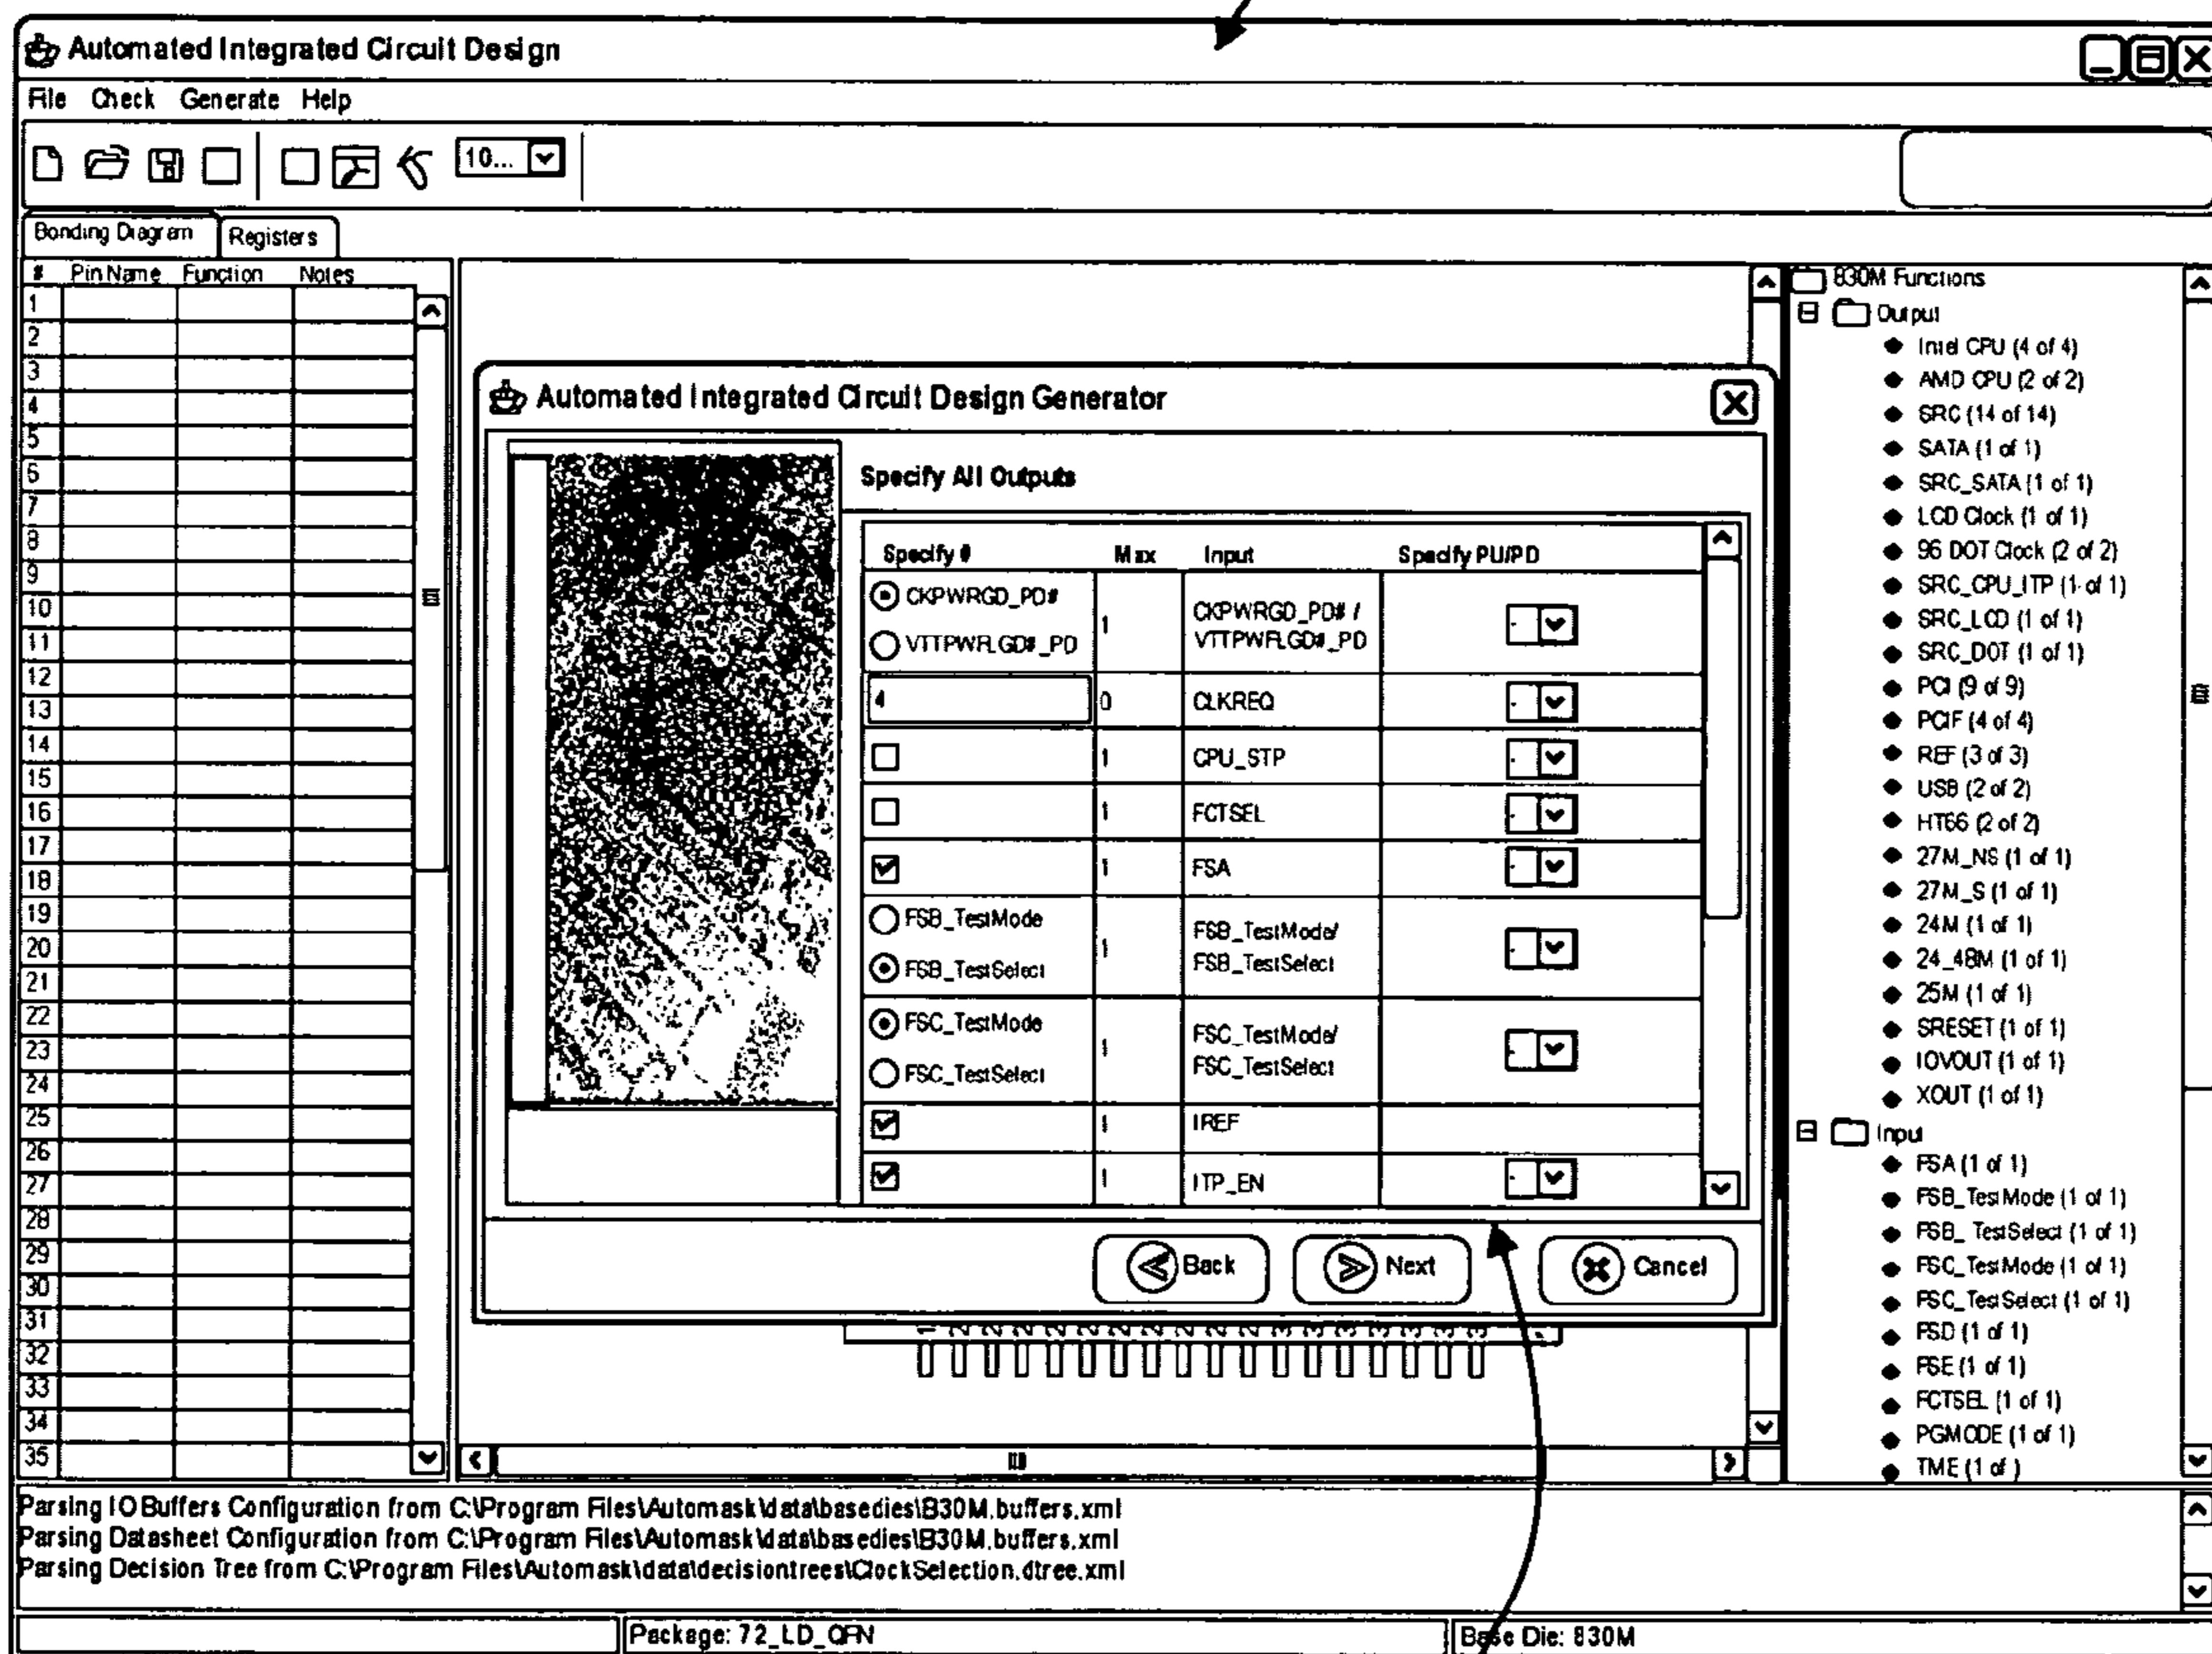 Automated Integrated Circuit Design
File Check Generate Help
10...
Bonding Diagram Registers
# Pin Name Function Notes
1
2
3
4
5
6
7
8
9
10
11
12
13
14
15
16
17
18
19
20
21
22
23
24
25
26
27
28
29
30
31
32
33
34
35
Automated Integrated Circuit Design Generator
Specify All Outputs
Specify # Max Input Specify PU/PD
CKPWRGD_PD#
VTTPWFLGD#_PD
1
CKPWRGD_PD# /
VTTPWFLGD#_PD
-
4 0 CLKREQ -
1 CPU_STP -
1 FCTSEL -
1 FSA -
FSB_TestMode
FSB_TestSelect
1
FSB_TestMode/
FSB_TestSelect
-
FSC_TestMode
FSC_TestSelect
1
FSC_TestMode/
FSC_TestSelect
-
1 IREF
1 ITP_EN -
Back Next Cancel
830M Functions
Output
Intel CPU (4 of 4)
AMD CPU (2 of 2)
SRC (14 of 14)
SATA (1 of 1)
SRC_SATA (1 of 1)
LCD Clock (1 of 1)
96 DOT Clock (2 of 2)
SRC_CPU_ITP (1 of 1)
SRC_LCD (1 of 1)
SRC_DOT (1 of 1)
PCI (9 of 9)
PCIF (4 of 4)
REF (3 of 3)
USB (2 of 2)
HT66 (2 of 2)
27M_NS (1 of 1)
27M_S (1 of 1)
24M (1 of 1)
24_48M (1 of 1)
25M (1 of 1)
SRESET (1 of 1)
IOVOUT (1 of 1)
XOUT (1 of 1)
Input
FSA (1 of 1)
FSB_TestMode (1 of 1)
FSB_ TestSelect (1 of 1)
FSC_TestMode (1 of 1)
FSC_TestSelect (1 of 1)
FSD (1 of 1)
FSE (1 of 1)
FCTSEL (1 of 1)
PGMODE (1 of 1)
TME (1 of )
Parsing IO Buffers Configuration from C:\Program Files\Automask\data\basedies\B30M.buffers.xml
Parsing Datasheet Configuration from C:\Program Files\Automask\data\basedies\B30M.buffers.xml
Parsing Decision Tree from C:\Program Files\Automask\data\decisiontrees\ClockSelection.dtree.xml
Package: 72_LD_QFN
Base Die: 830M